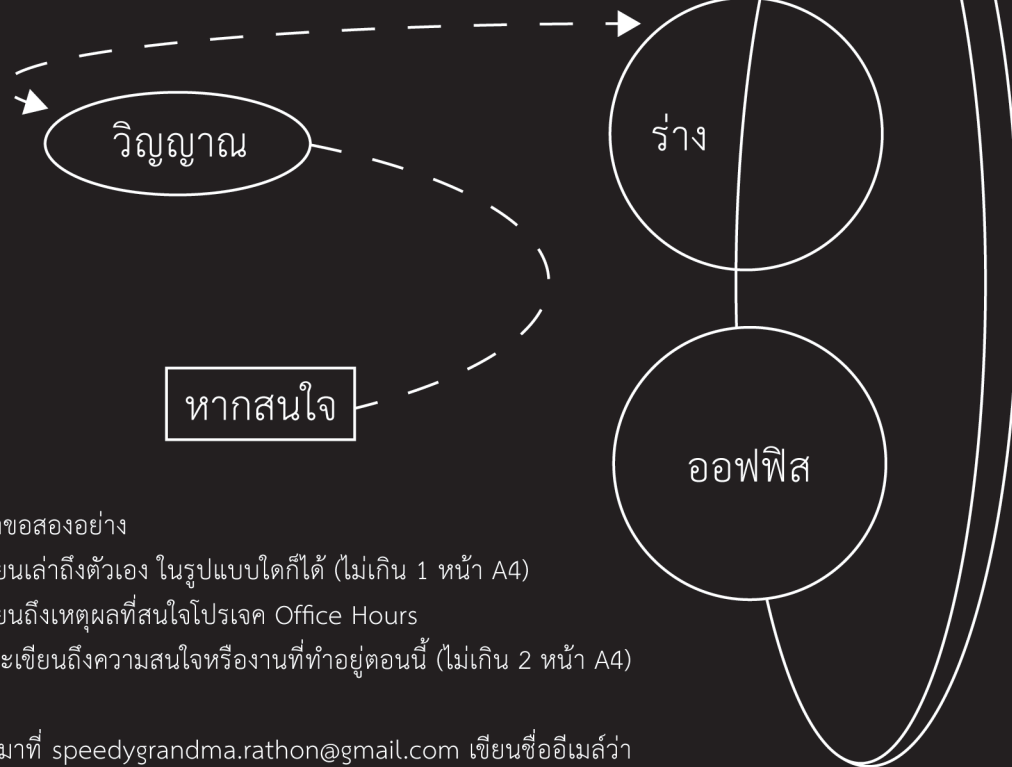 วิญญาณ
ร่าง
หากสนใจ
ออฟฟิส
ขอสองอย่าง
ยนเล่าถึงตัวเอง ในรูปแบบใดก็ได้ (ไม่เกิน 1 หน้า A4)
ยนถึงเหตุผลที่สนใจโปรเจค Office Hours
ะเขียนถึงความสนใจหรืองานที่ทำอยู่ตอนนี้ (ไม่เกิน 2 หน้า A4)
มาที่ speedygrandma.rathon@gmail.com เขียนชื่ออีเมล์ว่า